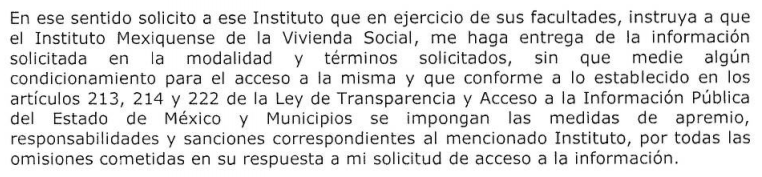 En ese sentido solicito a ese Instituto que en ejercicio de sus facultades, instruya a que
el Instituto Mexiquense de la Vivienda Social, me haga entrega de la información
solicitada en la modalidad y términos solicitados, sin que medie algún
condicionamiento para el acceso a la misma y que conforme a lo establecido en los
artículos 213, 214 y 222 de la Ley de Transparencia y Acceso a la Información Pública
del Estado de México y Municipios se impongan las medidas de apremio,
responsabilidades y sanciones correspondientes al mencionado Instituto, por todas las
omisiones cometidas en su respuesta a mi solicitud de acceso a la información.